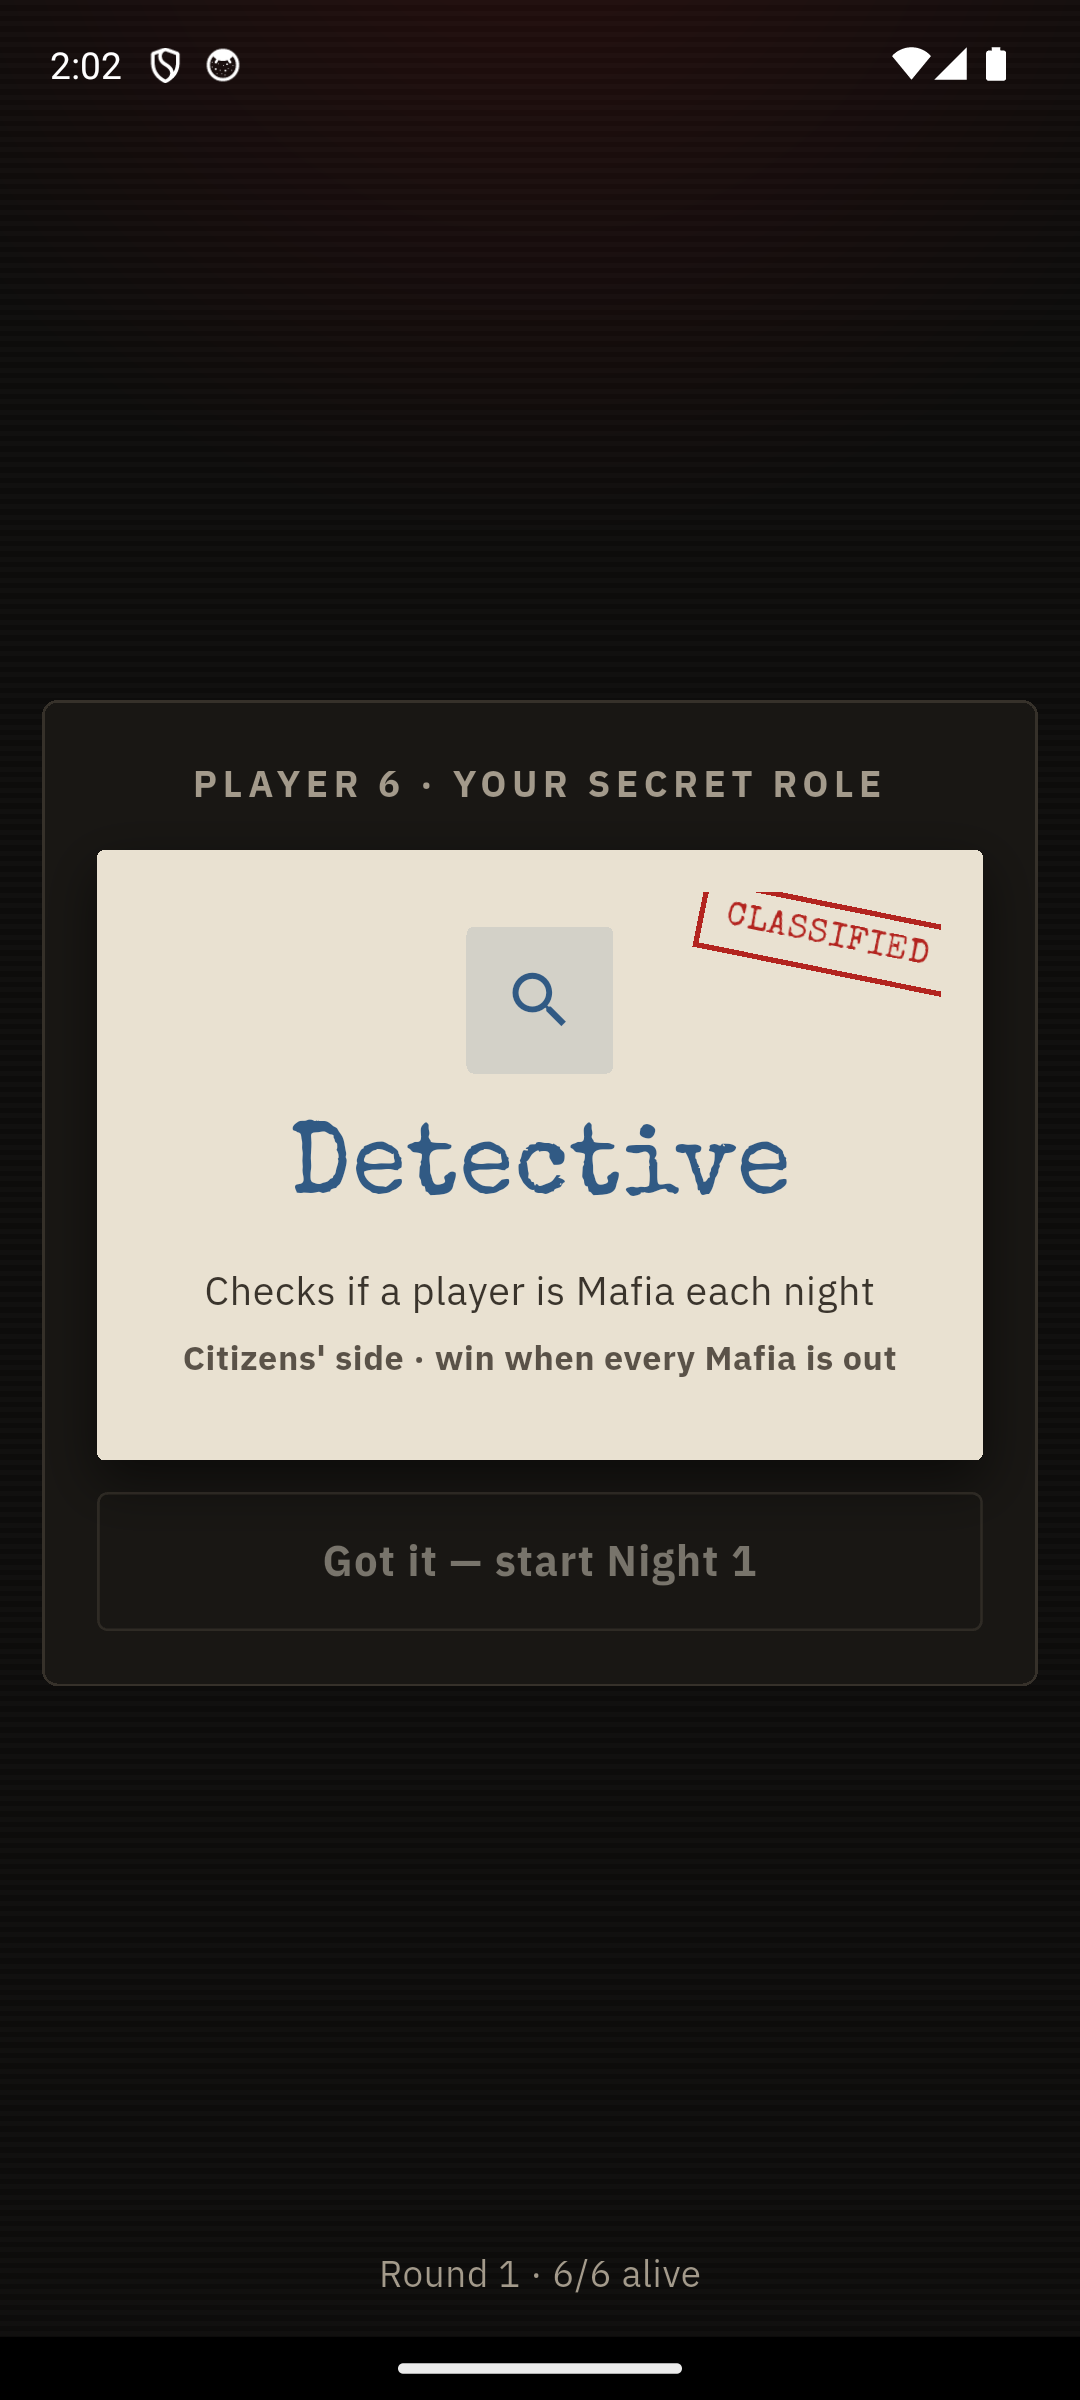 2:02
PLAYER 6 · YOUR SECRET ROLE
CLASSIFIED
Detective
Checks if a player is Mafia each night
Citizens' side · win when every Mafia is out
Got it — start Night 1
Round 1 · 6/6 alive